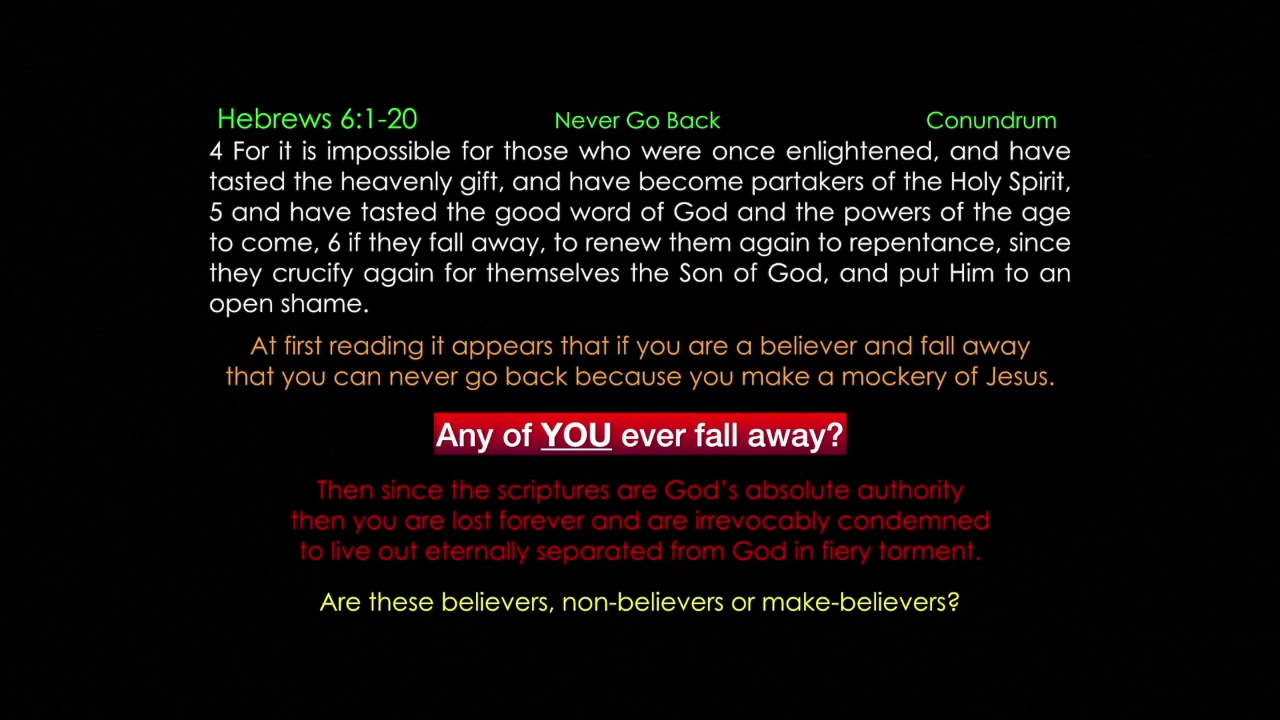 Hebrews 6:1-20 Never Go Back Conundrum
4 For it is impossible for those who were once enlightened, and have
tasted the heavenly gift, and have become partakers of the Holy Spirit,
5 and have tasted the good word of God and the powers of the age
to come, 6 if they fall away, to renew them again to repentance, since
they crucify again for themselves the Son of God, and put Him to an
open shame.
At first reading it appears that if you are a believer and fall away
that you can never go back because you make a mockery of Jesus.
Any of YOU ever fall away?
Then since the scriptures are God's absolute authority
then you are lost forever and are irrevocably condemned
to live out eternally separated from God in fiery torment.
Are these believers, non-believers or make-believers?